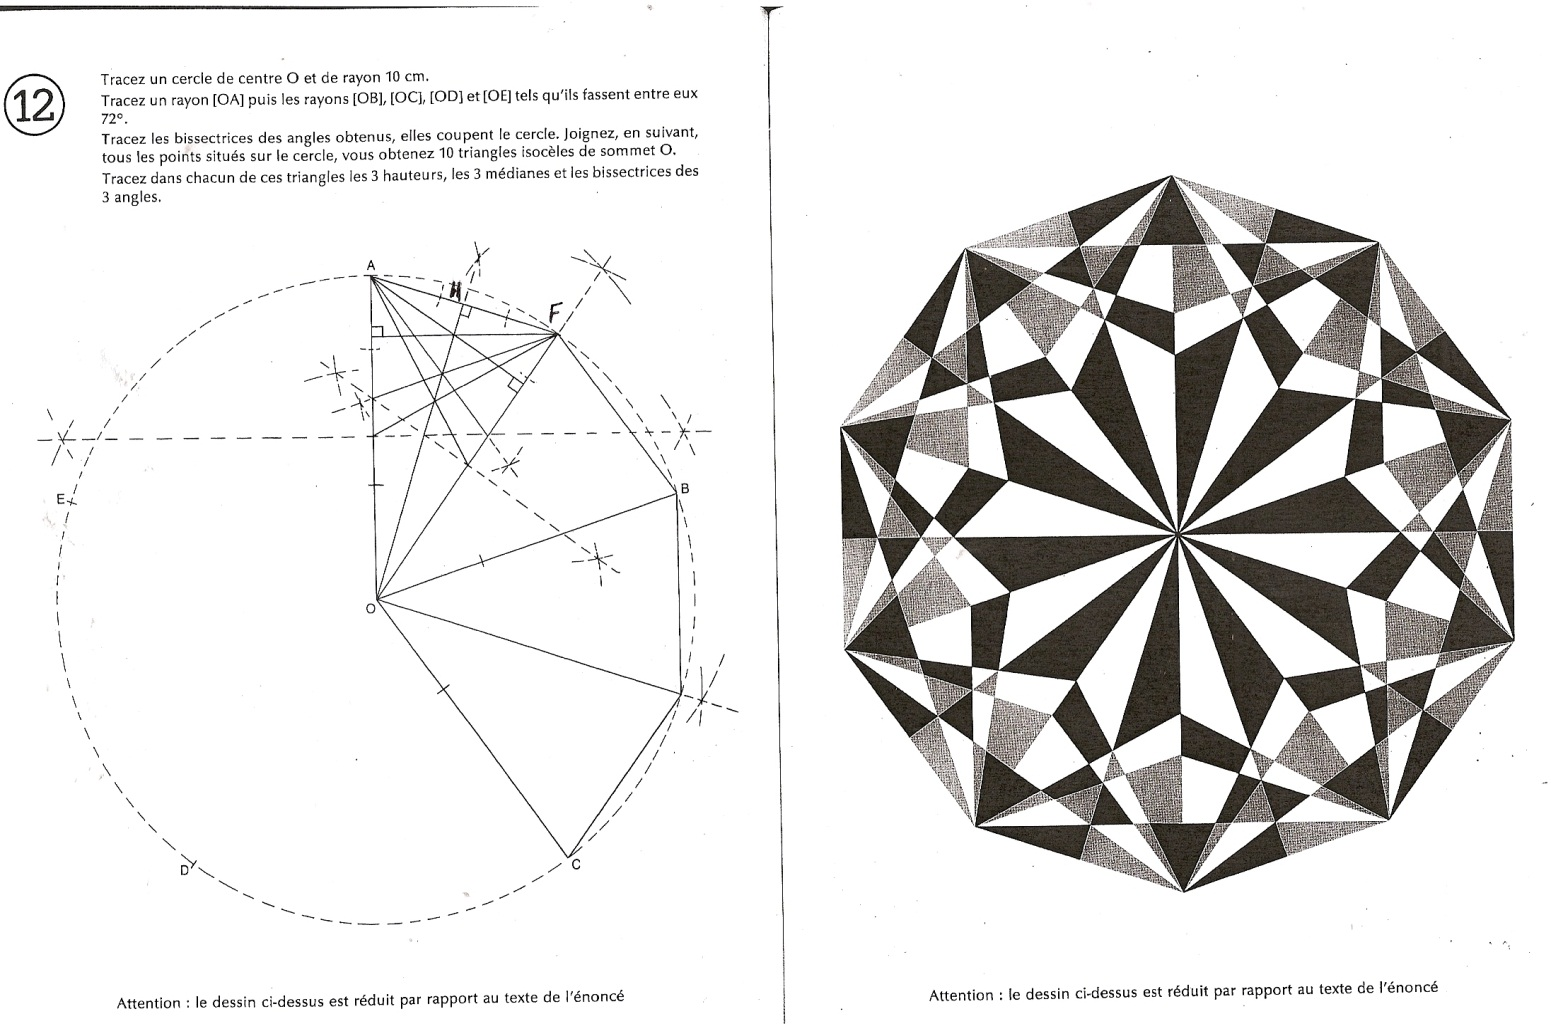 12
Tracez un cercle de centre O et de rayon 10 cm.
Tracez un rayon [OA] puis les rayons [OB], [OC], [OD] et [OE] tels qu'ils fassent entre eux
72°.
Tracez les bissectrices des angles obtenus, elles coupent le cercle. Joignez, en suivant,
tous les points situés sur le cercle, vous obtenez 10 triangles isocèles de sommet O.
Tracez dans chacun de ces triangles les 3 hauteurs, les 3 médianes et les bissectrices des
3 angles.
A
H
F
B
E
O
C
D
Attention : le dessin ci-dessus est réduit par rapport au texte de l'énoncé
Attention : le dessin ci-dessus est réduit par rapport au texte de l'énoncé